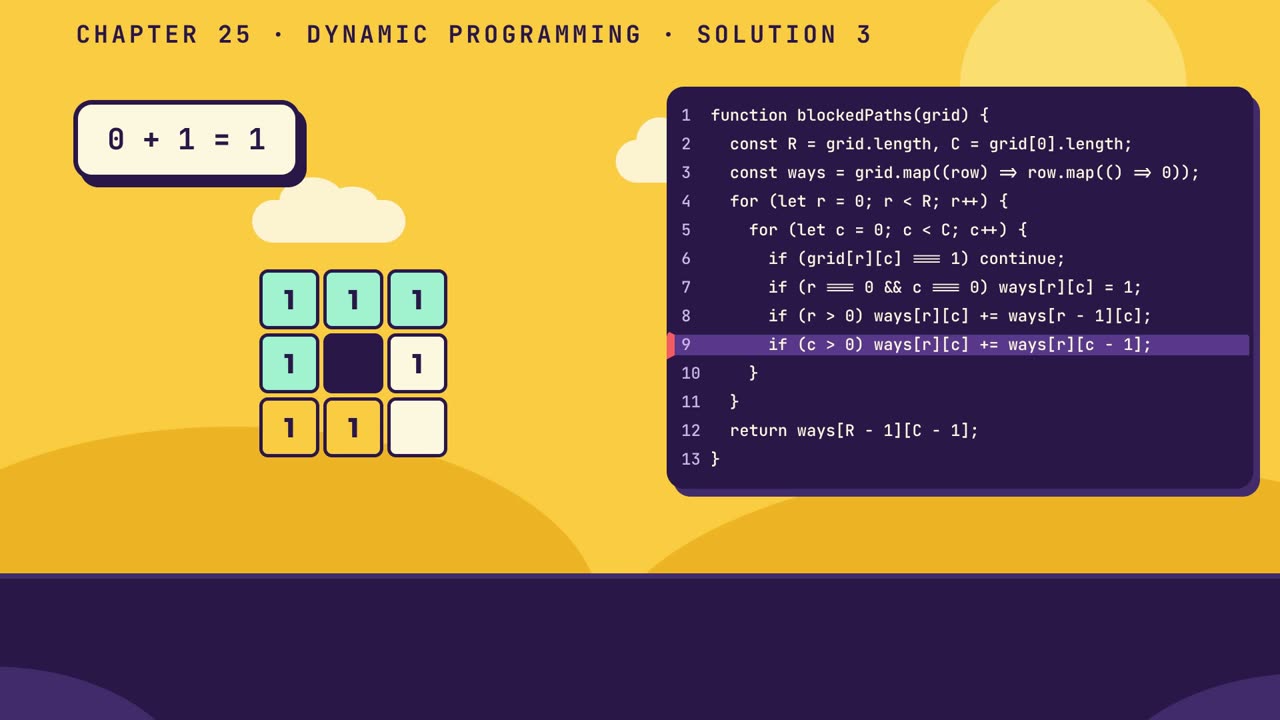 CHAPTER 25 · DYNAMIC PROGRAMMING · SOLUTION 3
0 + 1 = 1
1 1 1
1 1
1 1
1 function blockedPaths(grid) {
2 const R = grid.length, C = grid[0].length;
3 const ways = grid.map((row) => row.map(() => 0));
4 for (let r = 0; r < R; r++) {
5 for (let c = 0; c < C; c++) {
6 if (grid[r][c] === 1) continue;
7 if (r === 0 && c === 0) ways[r][c] = 1;
8 if (r > 0) ways[r][c] += ways[r - 1][c];
9 if (c > 0) ways[r][c] += ways[r][c - 1];
10 }
11 }
12 return ways[R - 1][C - 1];
13 }